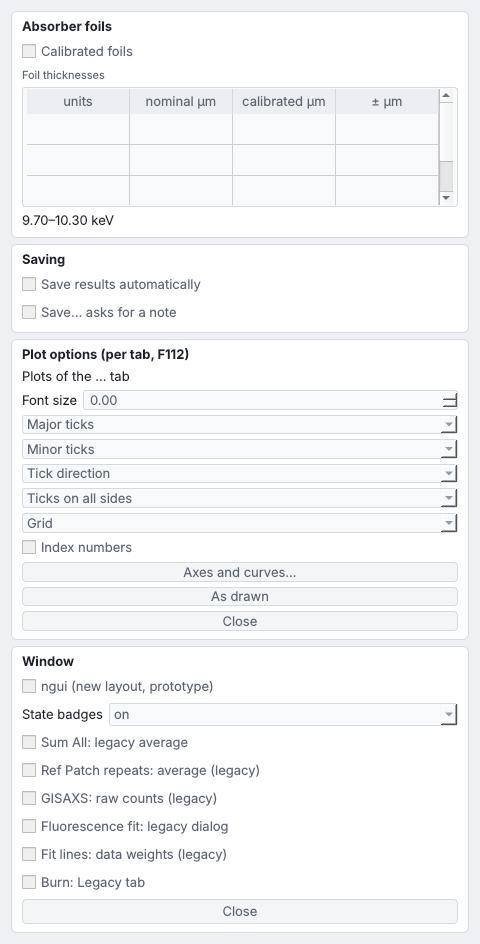 Absorber foils
Calibrated foils
Foil thicknesses
units nominal µm calibrated µm ± µm
9.70–10.30 keV
Saving
Save results automatically
Save... asks for a note
Plot options (per tab, F112)
Plots of the ... tab
Font size 0.00
Major ticks
Minor ticks
Tick direction
Ticks on all sides
Grid
Index numbers
Axes and curves...
As drawn
Close
Window
ngui (new layout, prototype)
State badges on
Sum All: legacy average
Ref Patch repeats: average (legacy)
GISAXS: raw counts (legacy)
Fluorescence fit: legacy dialog
Fit lines: data weights (legacy)
Burn: Legacy tab
Close